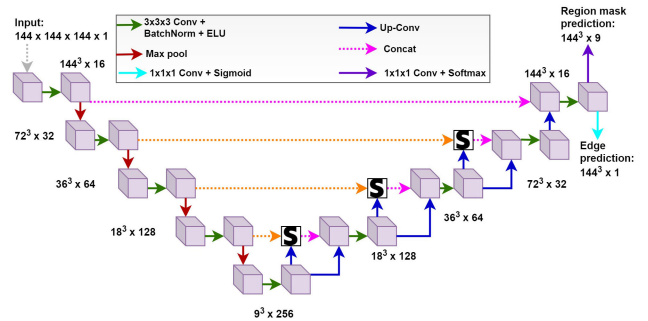 Input:
144 x 144 x 144 x 1
3x3x3 Conv +
BatchNorm + ELU
Up-Conv
Max pool
Concat
1x1x1 Conv + Sigmoid
1x1x1 Conv + Softmax
Region mask
prediction:
144³ x 9
144³ x 16
144³ x 16
72³ x 32
S
Edge
prediction:
144³ x 1
72³ x 32
36³ x 64
S
36³ x 64
18³ x 128
S
18³ x 128
9³ x 256